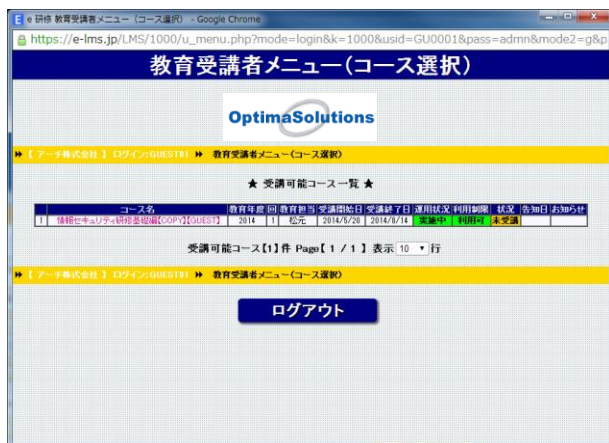 e 研修 教育受講者メニュー（コース選択） - Google Chrome
https://e-lms.jp/LMS/1000/u_menu.php?mode=login&k=1000&usid=GU0001&pass=admn&mode2=g&p
教育受講者メニュー（コース選択）
OptimaSolutions
【 アーチ株式会社 】 ログイン:GUEST01 教育受講者メニュー(コース選択)
★ 受講可能コース一覧 ★
コース名 教育年度 回 教育担当 受講開始日 受講終了日 運用状況 利用制限 状況 告知日 お知らせ
1 情報セキュリティ研修基礎編【COPY】【GUEST】 2014 1 松元 2014/5/20 2014/8/14 実施中 利用可 未受講
受講可能コース【1】件 Page【 1 / 1 】 表示 10 行
【 アーチ株式会社 】 ログイン:GUEST01 教育受講者メニュー(コース選択)
ログアウト